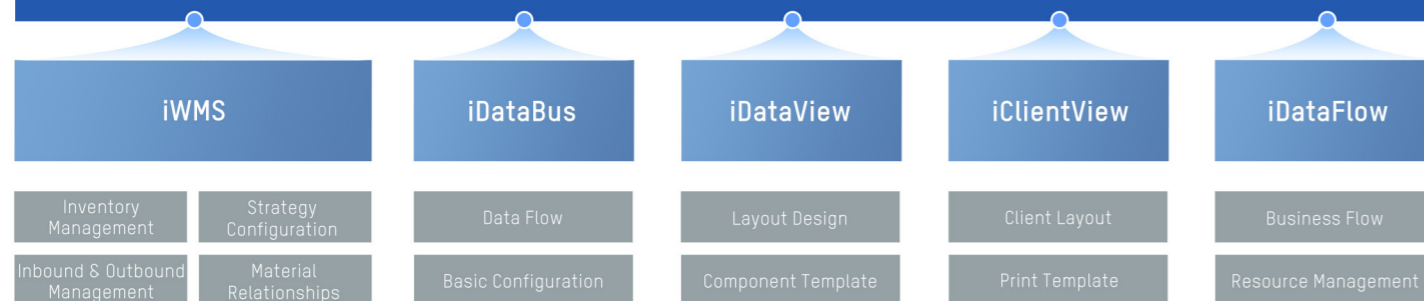 iWMS
iDataBus
iDataView
iClientView
iDataFlow
Inventory
Management
Strategy
Configuration
Data Flow
Layout Design
Client Layout
Business Flow
Inbound & Outbound
Management
Material
Relationships
Basic Configuration
Component Template
Print Template
Resource Management